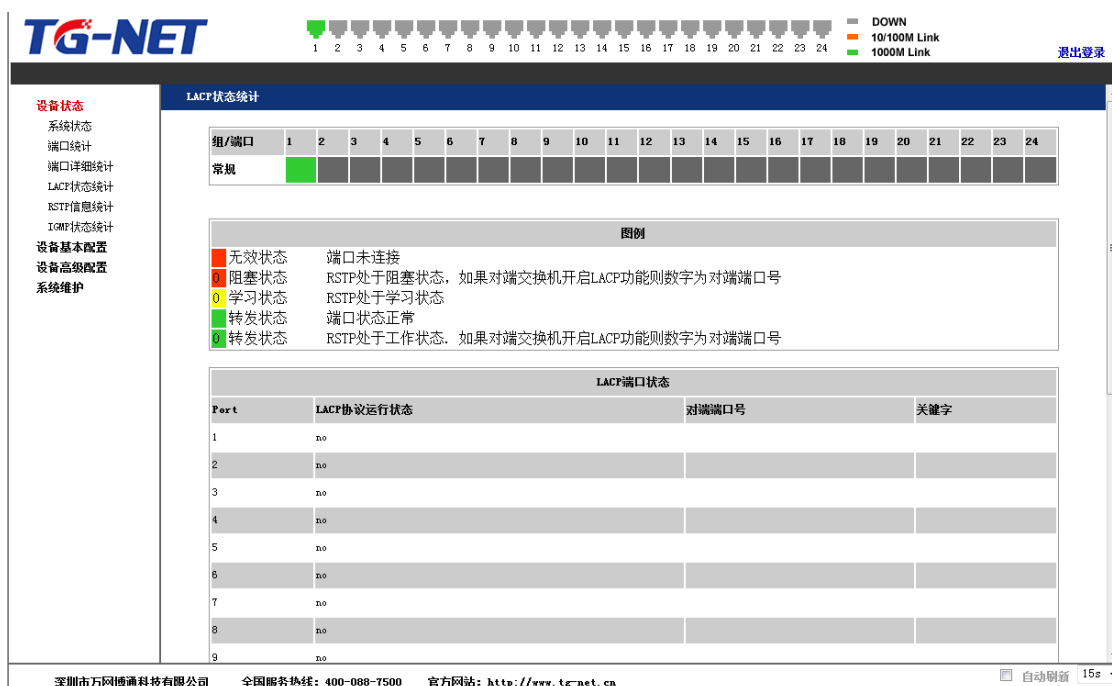 TG-NET
1 2 3 4 5 6 7 8 9 10 11 12 13 14 15 16 17 18 19 20 21 22 23 24
DOWN
10/100M Link
1000M Link
退出登录
设备状态
系统状态
端口统计
端口详细统计
LACP状态统计
RSTP信息统计
IGMP状态统计
设备基本配置
设备高级配置
系统维护
LACP状态统计
组/端口 1 2 3 4 5 6 7 8 9 10 11 12 13 14 15 16 17 18 19 20 21 22 23 24
常规
图例
无效状态 端口未连接
0 阻塞状态 RSTP处于阻塞状态, 如果对端交换机开启LACP功能则数字为对端端口号
0 学习状态 RSTP处于学习状态
转发状态 端口状态正常
0 转发状态 RSTP处于工作状态. 如果对端交换机开启LACP功能则数字为对端端口号
LACP端口状态
Port LACP协议运行状态 对端端口号 关键字
1 no
2 no
3 no
4 no
5 no
6 no
7 no
8 no
9 no
深圳市万网博通科技有限公司 全国服务热线: 400-088-7500 官方网站: http://www.tg-net.cn
自动刷新 15s